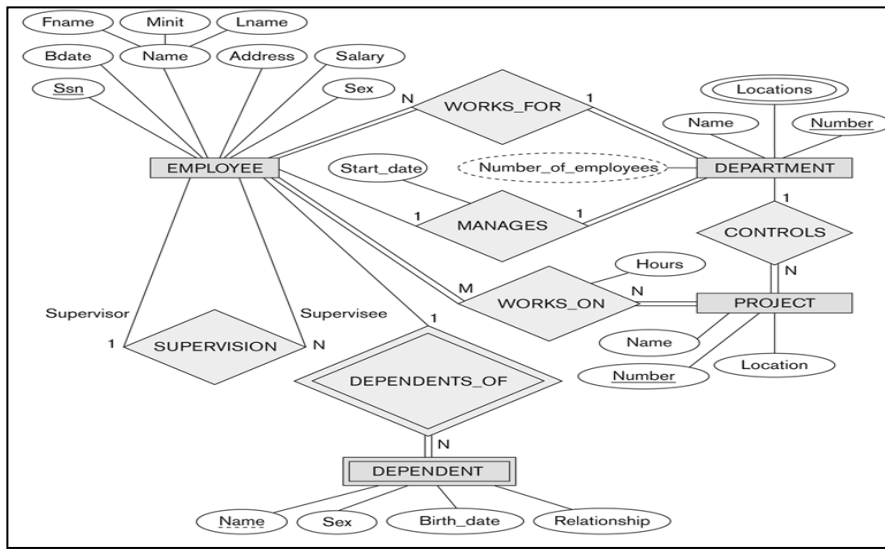 Fname Minit Lname
Bdate Name Address Salary
Ssn Sex
N WORKS_FOR 1
Locations
Name Number
EMPLOYEE
Start_date Number_of_employees
DEPARTMENT
1 MANAGES 1
1
CONTROLS
N
Hours
M WORKS_ON N
PROJECT
Supervisor Supervisee
1 SUPERVISION N
Name
Number Location
1
DEPENDENTS_OF
N
DEPENDENT
Name Sex Birth_date Relationship